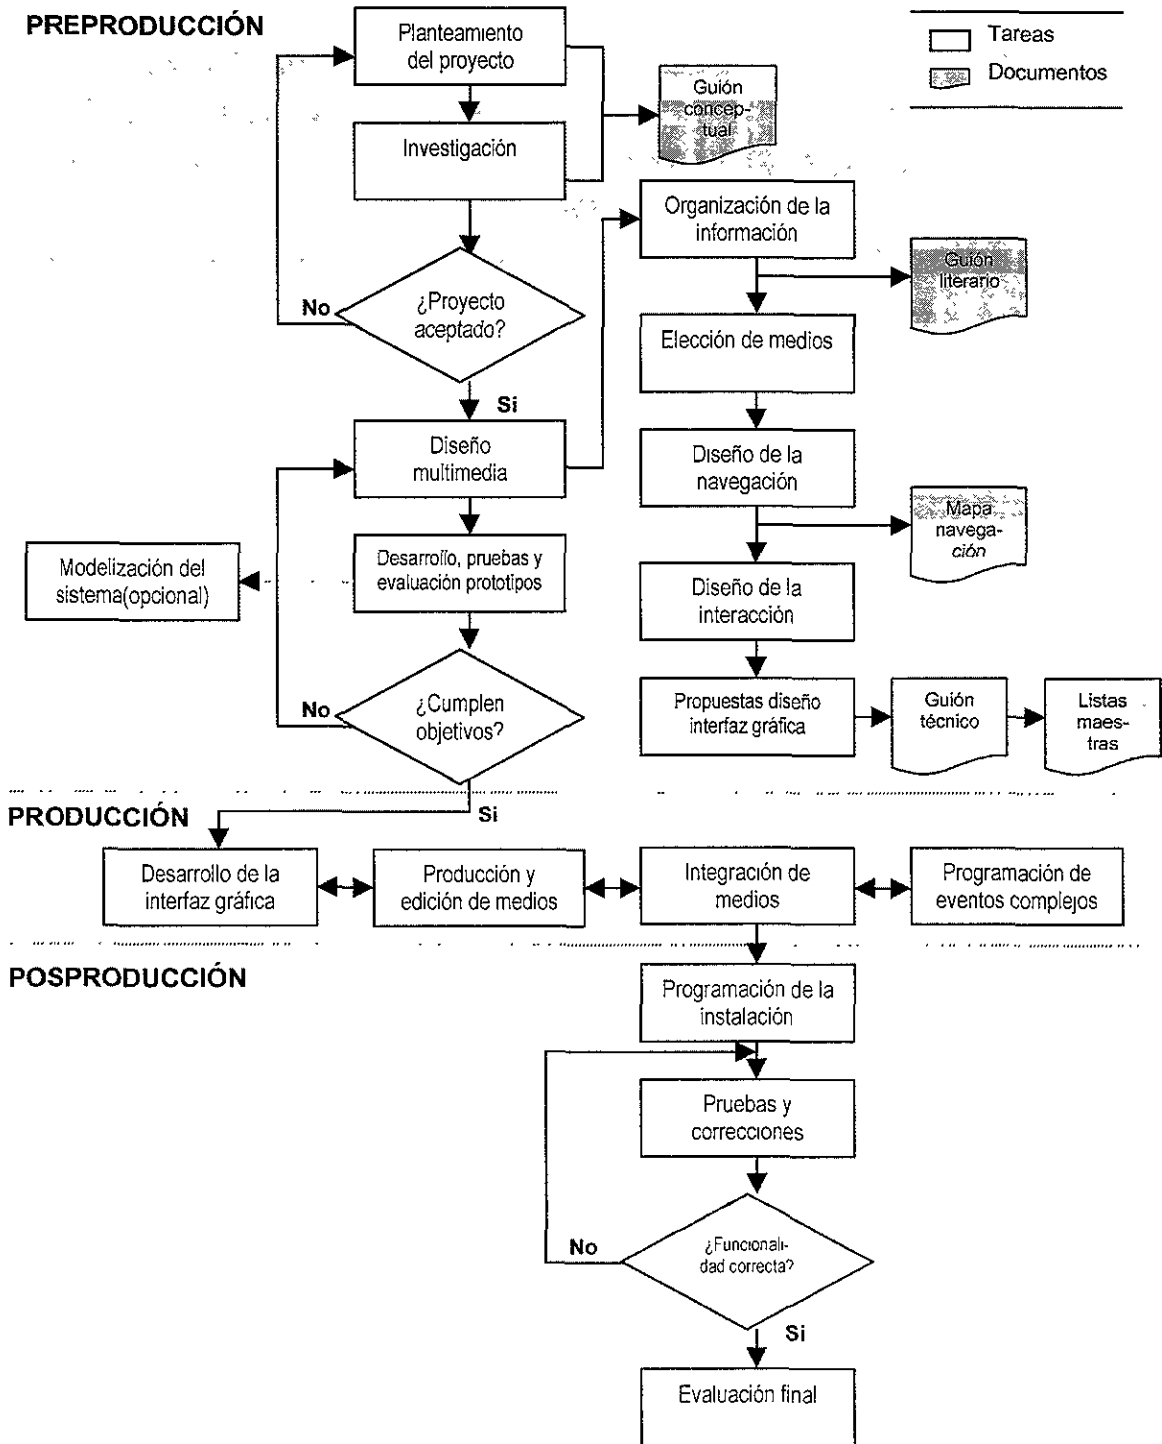 PREPRODUCCIÓN
Planteamiento
del proyecto
Tareas
Documentos
Guión
concep-
tual
Investigación
Organización de la
información
Guión
literario
No
¿Proyecto
aceptado?
Elección de medios
Si
Diseño
multimedia
Diseño de la
navegación
Mapa
navega-
ción
Modelización del
sistema(opcional)
Desarrollo, pruebas y
evaluación prototipos
Diseño de la
interacción
No
¿Cumplen
objetivos?
Propuestas diseño
interfaz gráfica
Guión
técnico
Listas
maes-
tras
Si
PRODUCCIÓN
Desarrollo de la
interfaz gráfica
Producción y
edición de medios
Integración de
medios
Programación de
eventos complejos
POSPRODUCCIÓN
Programación de la
instalación
Pruebas y
correcciones
No
¿Funcionali-
dad correcta?
Si
Evaluación final